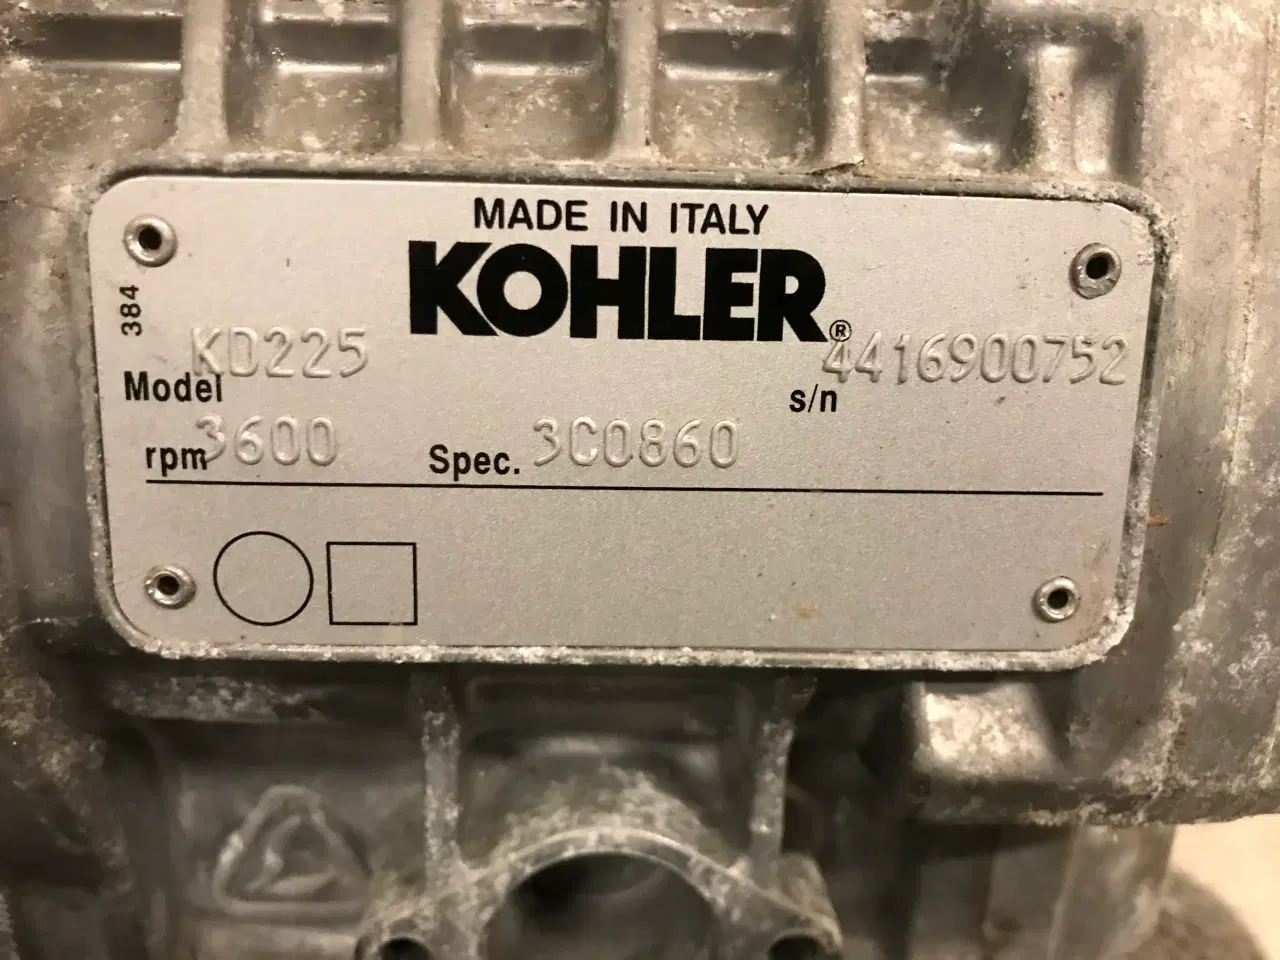 MADE IN ITALY
KOHLER®
384
Model KD225
s/n 4416900752
rpm 3600
Spec. 3C0860